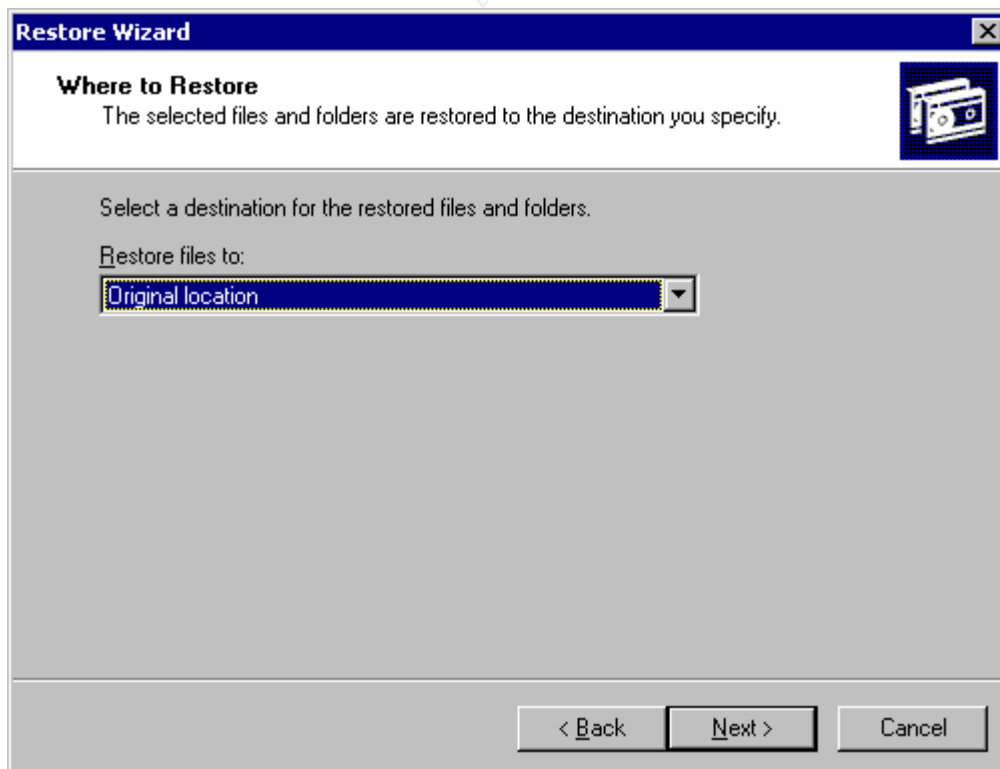 Restore Wizard
Where to Restore
The selected files and folders are restored to the destination you specify.
Select a destination for the restored files and folders.
Restore files to:
Original location
< Back
Next >
Cancel